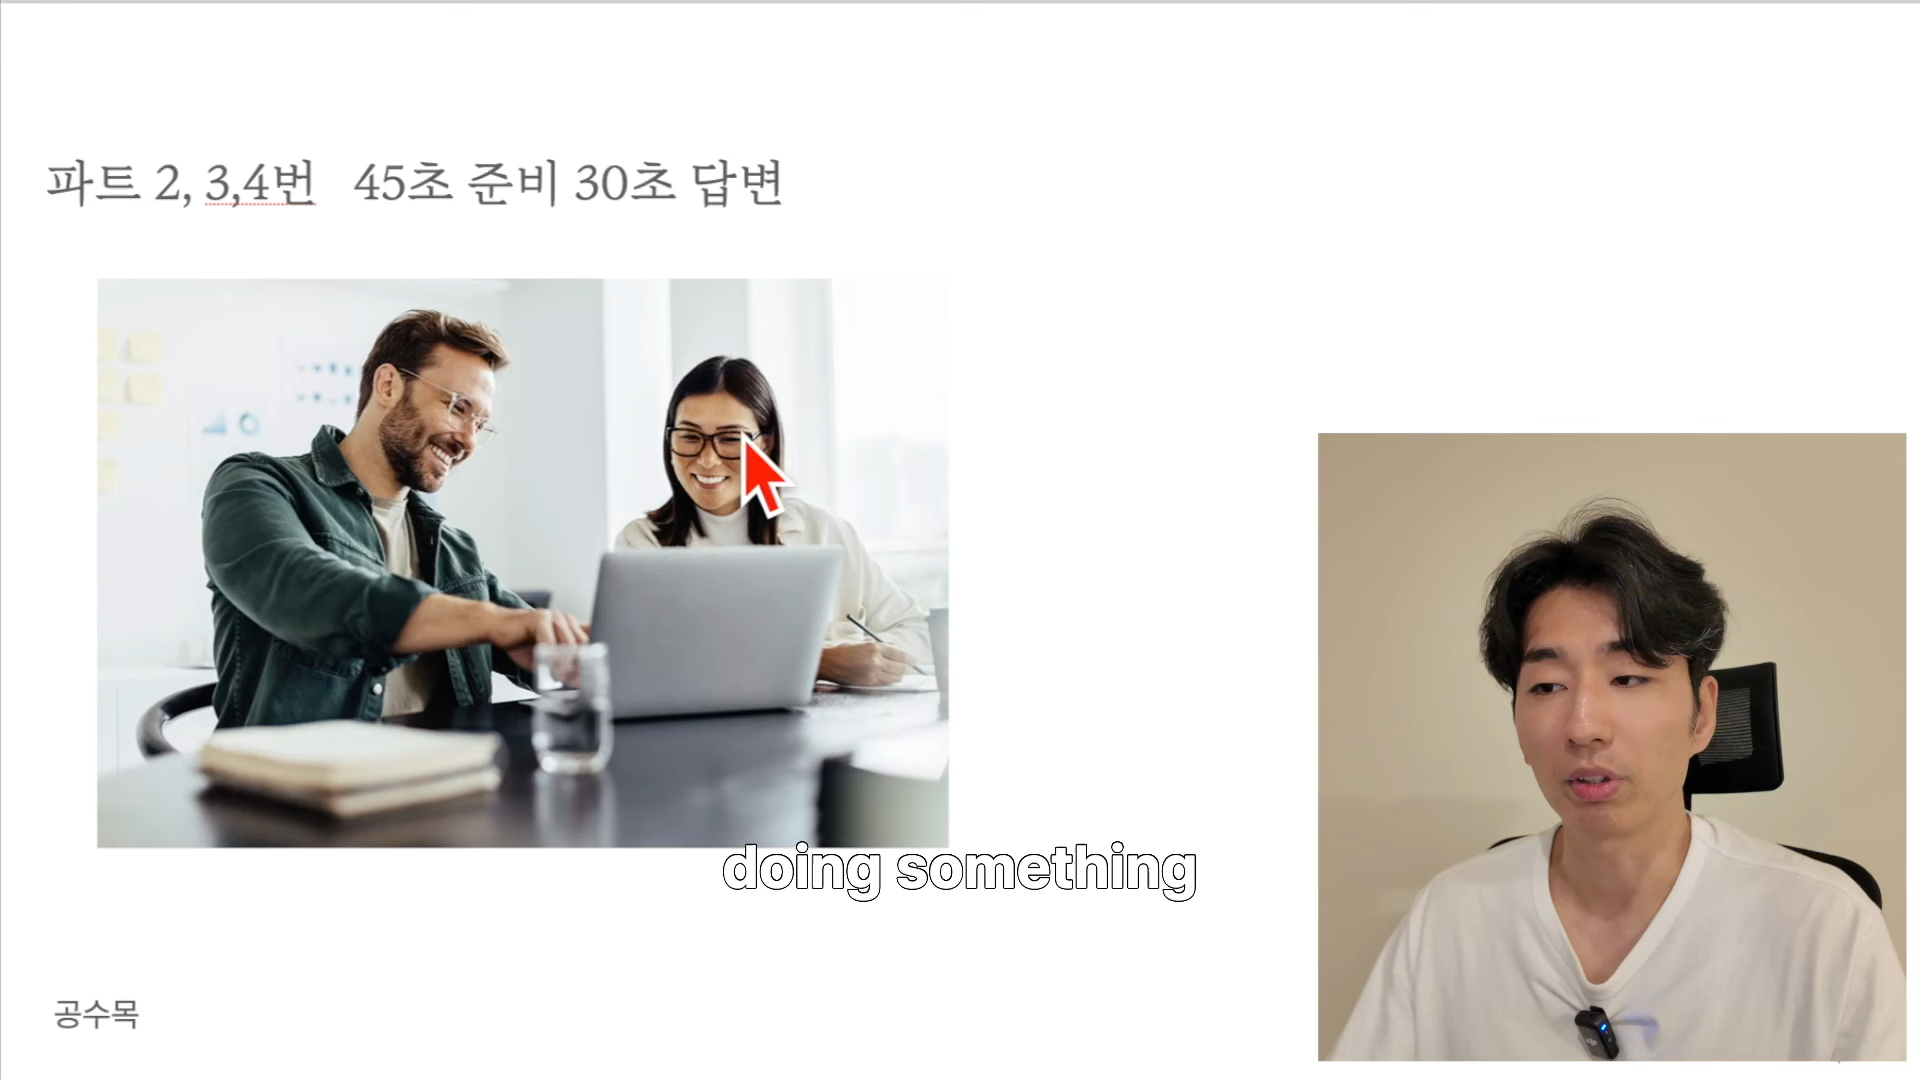 파트 2, 3,4번 45초 준비 30초 답변
doing something
공수목